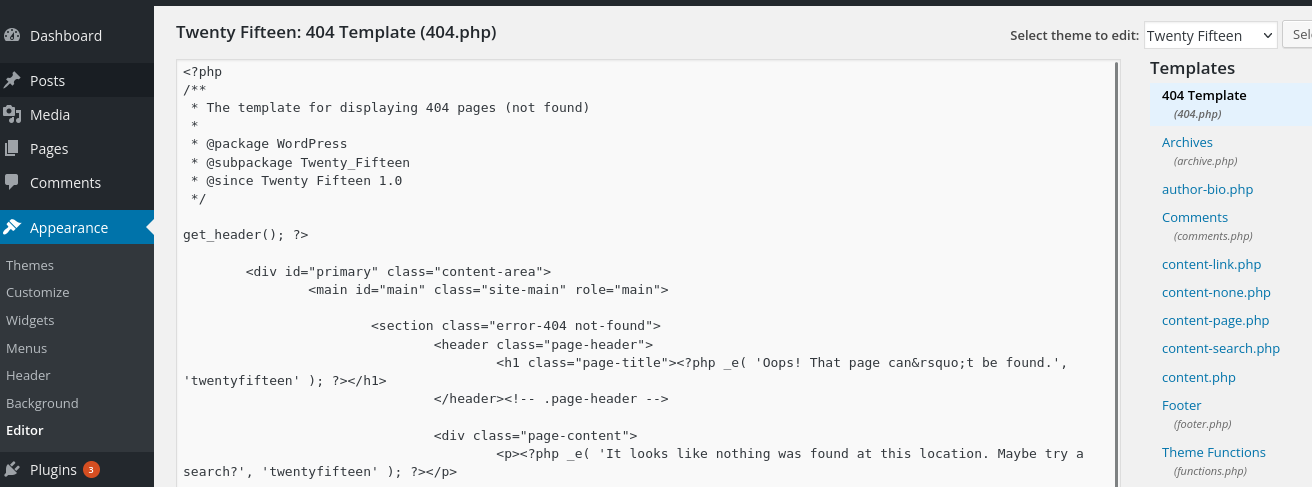 Dashboard
Posts
Media
Pages
Comments
Appearance
Themes
Customize
Widgets
Menus
Header
Background
Editor
Plugins 3
Twenty Fifteen: 404 Template (404.php)
Select theme to edit: Twenty Fifteen
<?php
/**
 * The template for displaying 404 pages (not found)
 *
 * @package WordPress
 * @subpackage Twenty_Fifteen
 * @since Twenty Fifteen 1.0
 */
get_header(); ?>
<div id="primary" class="content-area">
<main id="main" class="site-main" role="main">
<section class="error-404 not-found">
<header class="page-header">
<h1 class="page-title"><?php _e( 'Oops! That page can&rsquo;t be found.',
'twentyfifteen' ); ?></h1>
</header><!-- .page-header -->
<div class="page-content">
<p><?php _e( 'It looks like nothing was found at this location. Maybe try a
search?', 'twentyfifteen' ); ?></p>
Templates
404 Template
(404.php)
Archives
(archive.php)
author-bio.php
Comments
(comments.php)
content-link.php
content-none.php
content-page.php
content-search.php
content.php
Footer
(footer.php)
Theme Functions
(functions.php)